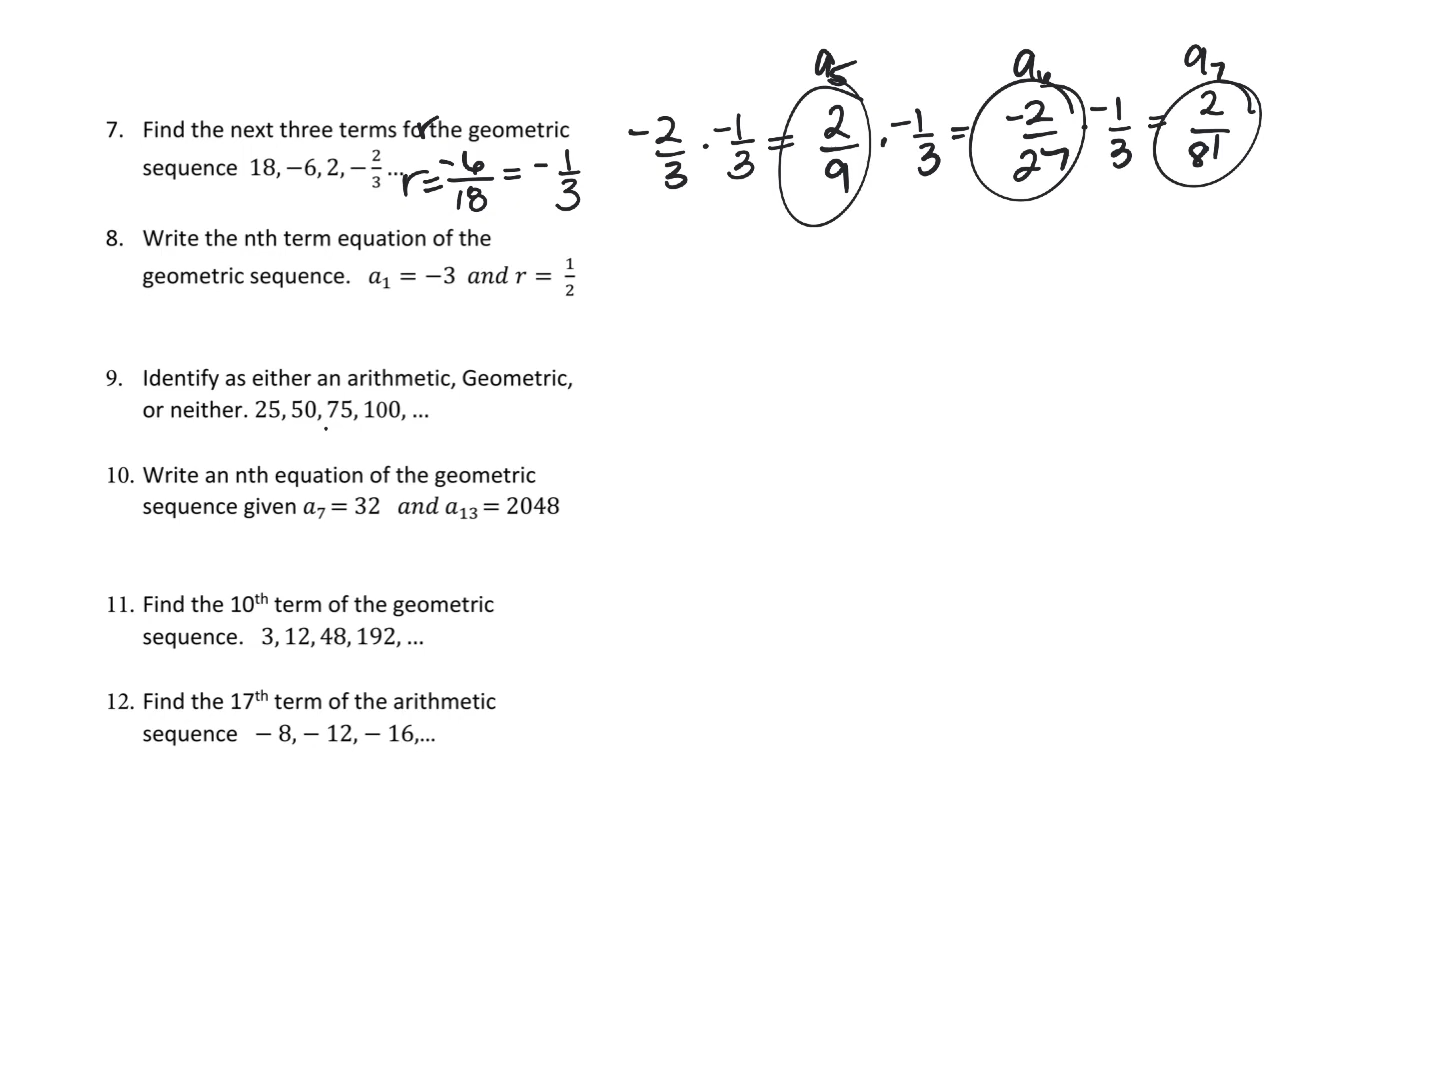 a₅ a₆ a₇
7. Find the next three terms for the geometric
sequence 18, −6, 2, −2/3 ... r = -6/18 = -1/3
-2/3 · -1/3 = 2/9 · -1/3 = -2/27 · -1/3 = 2/81
8. Write the nth term equation of the
geometric sequence. a₁ = −3 and r = 1/2
9. Identify as either an arithmetic, Geometric,
or neither. 25, 50, 75, 100, ...
10. Write an nth equation of the geometric
sequence given a₇ = 32 and a₁₃ = 2048
11. Find the 10th term of the geometric
sequence. 3, 12, 48, 192, ...
12. Find the 17th term of the arithmetic
sequence − 8, − 12, − 16,...